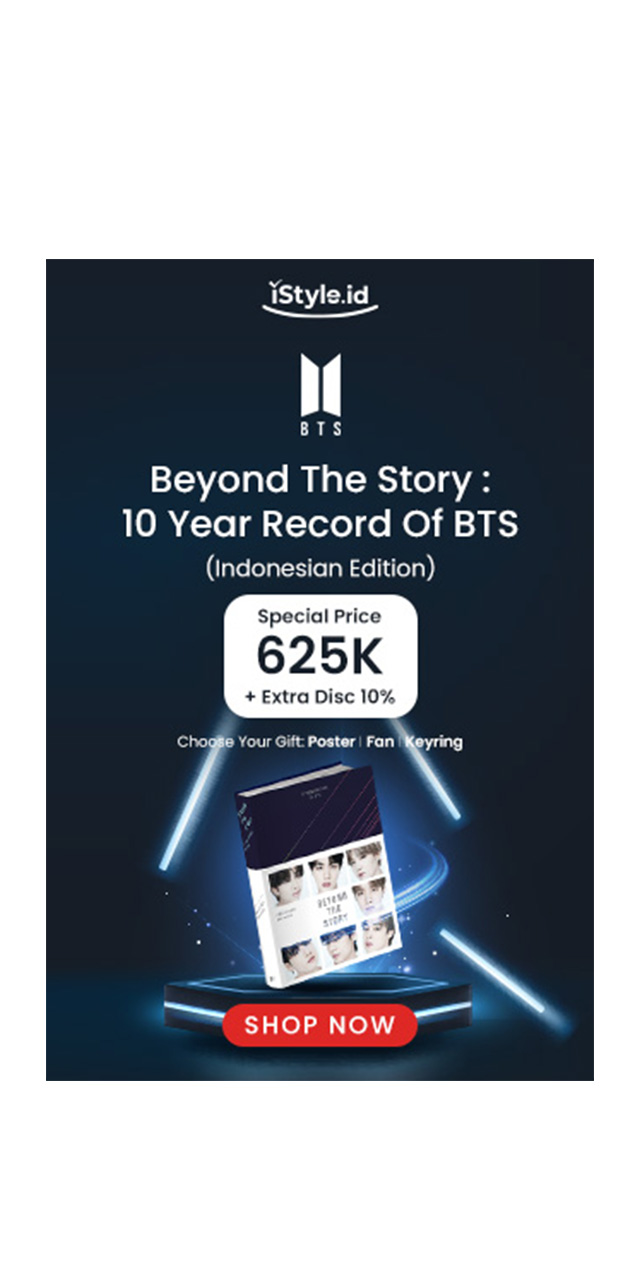 iStyle.id
BTS
Beyond The Story :
10 Year Record Of BTS
(Indonesian Edition)
Special Price
625K
+ Extra Disc 10%
Choose Your Gift: Poster | Fan | Keyring
BEYOND
THE
STORY
SHOP NOW